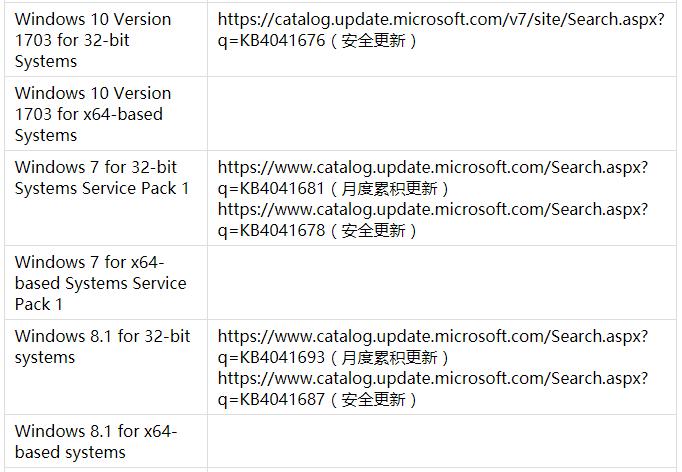 Windows 10 Version
1703 for 32-bit
Systems
https://catalog.update.microsoft.com/v7/site/Search.aspx?
q=KB4041676（安全更新）
Windows 10 Version
1703 for x64-based
Systems
Windows 7 for 32-bit
Systems Service Pack 1
https://www.catalog.update.microsoft.com/Search.aspx?
q=KB4041681（月度累积更新）
https://www.catalog.update.microsoft.com/Search.aspx?
q=KB4041678（安全更新）
Windows 7 for x64-
based Systems Service
Pack 1
Windows 8.1 for 32-bit
systems
https://www.catalog.update.microsoft.com/Search.aspx?
q=KB4041693（月度累积更新）
https://www.catalog.update.microsoft.com/Search.aspx?
q=KB4041687（安全更新）
Windows 8.1 for x64-
based systems